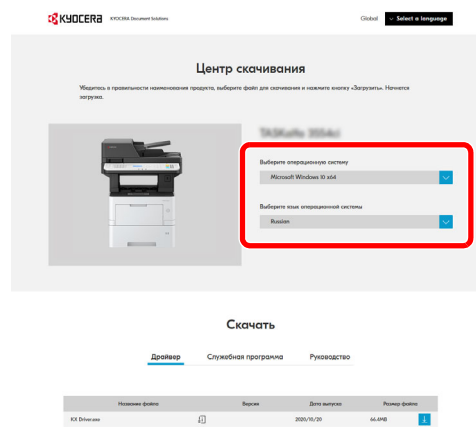 KYOCERA KYOCERA Document Solutions Global Select a language
Центр скачивания
Убедитесь в правильности наименования продукта, выберите файл для скачивания и нажмите кнопку «Загрузить». Начнется
загрузка.
Выберите операционную систему
Microsoft Windows 10 x64
Выберите язык операционной системы
Russian
Скачать
Драйвер Служебная программа Руководство
Название файла Версия Дата выпуска Размер файла
KX Driver.exe 2020/10/20 66.6MB i